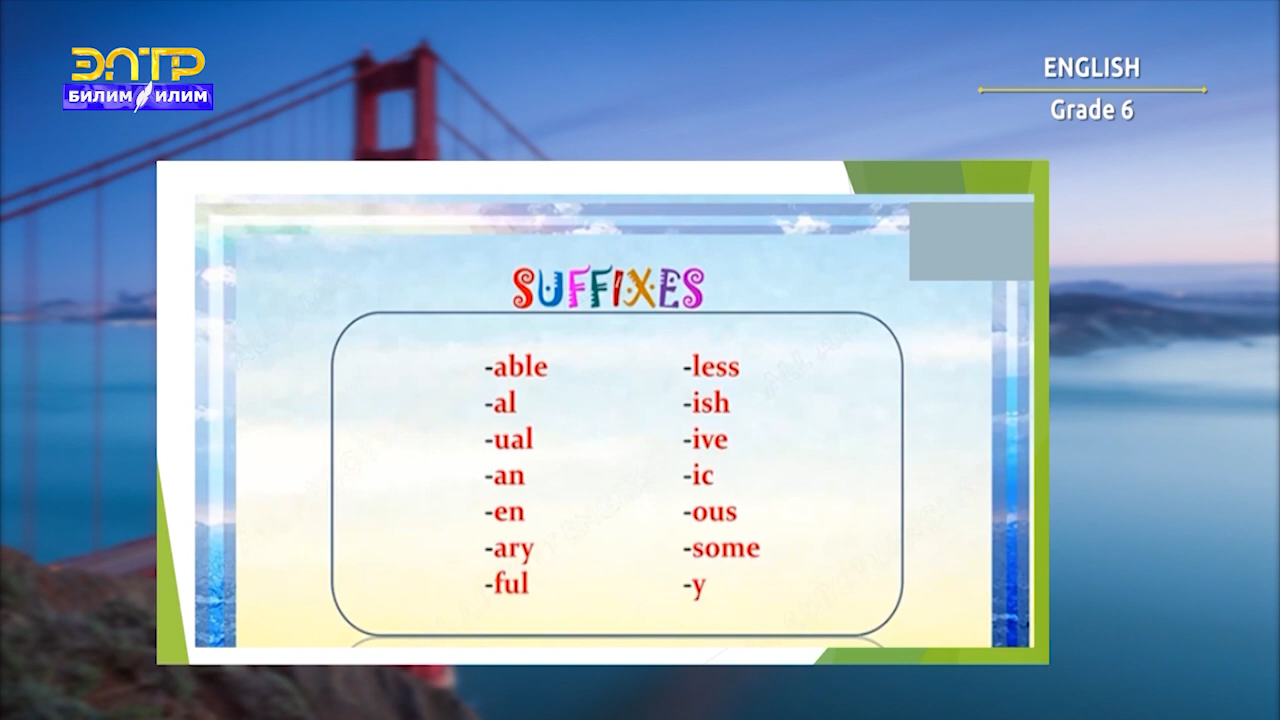 ЭЛТР
БИЛИМ ИЛИМ
ENGLISH
Grade 6
SUFFIXES
-able
-al
-ual
-an
-en
-ary
-ful
-less
-ish
-ive
-ic
-ous
-some
-y